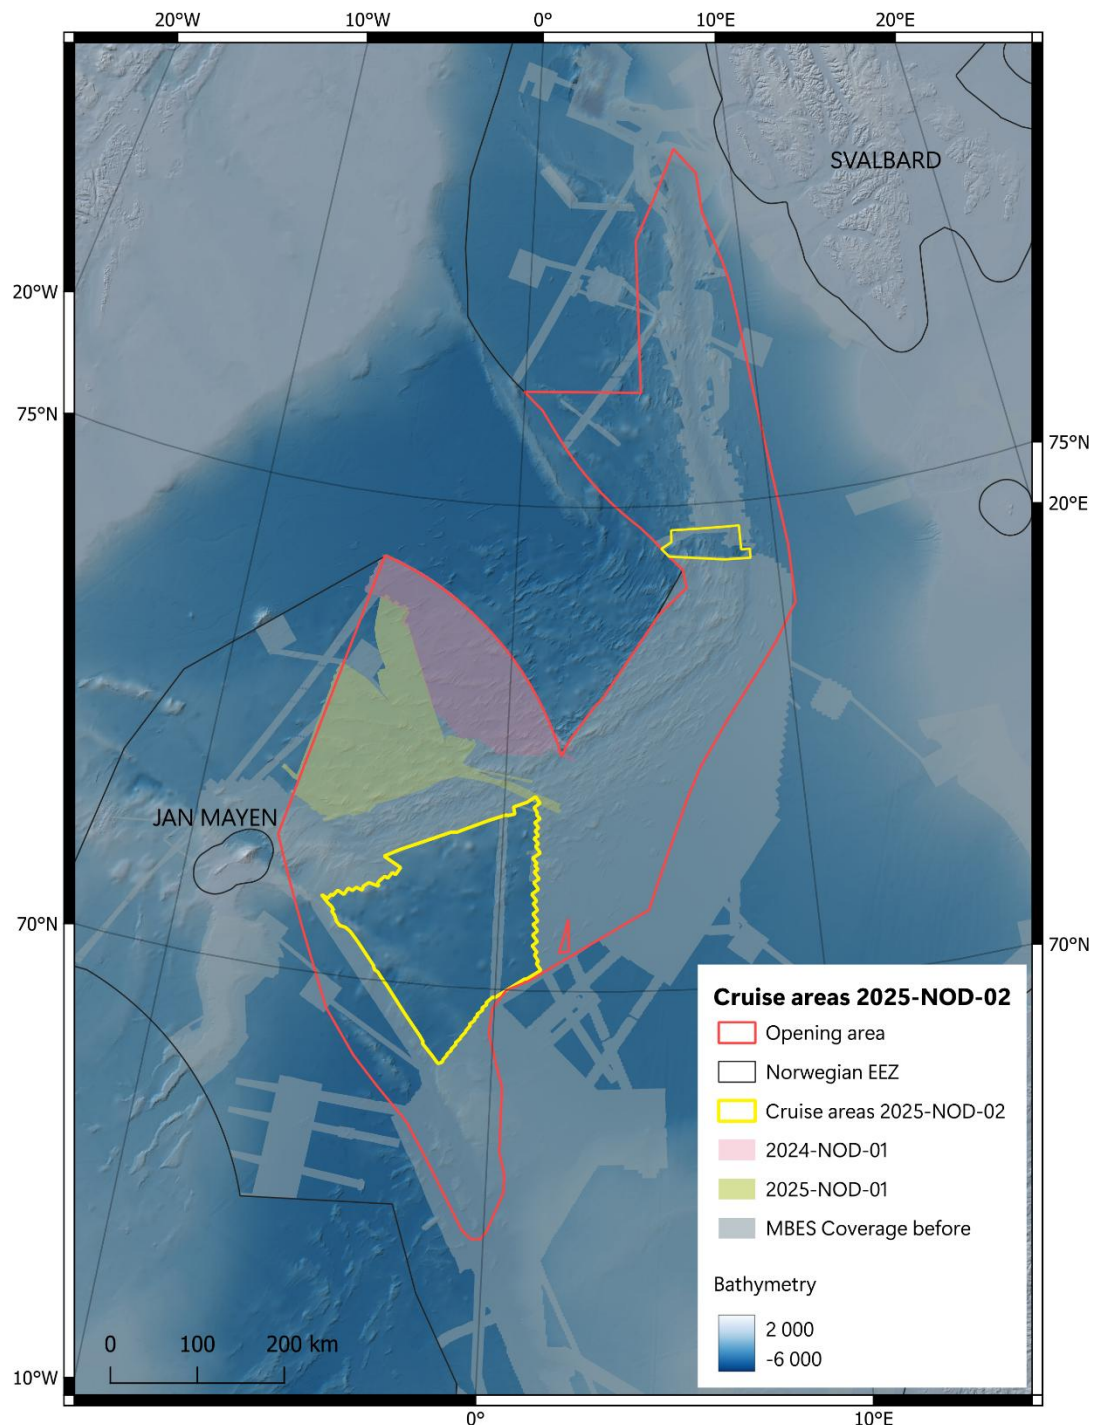 20°W 10°W 0° 10°E 20°E
SVALBARD
20°W
75°N
75°N
20°E
JAN MAYEN
70°N
70°N
Cruise areas 2025-NOD-02
Opening area
Norwegian EEZ
Cruise areas 2025-NOD-02
2024-NOD-01
2025-NOD-01
MBES Coverage before
Bathymetry
2 000
-6 000
0 100 200 km
10°W
0° 10°E